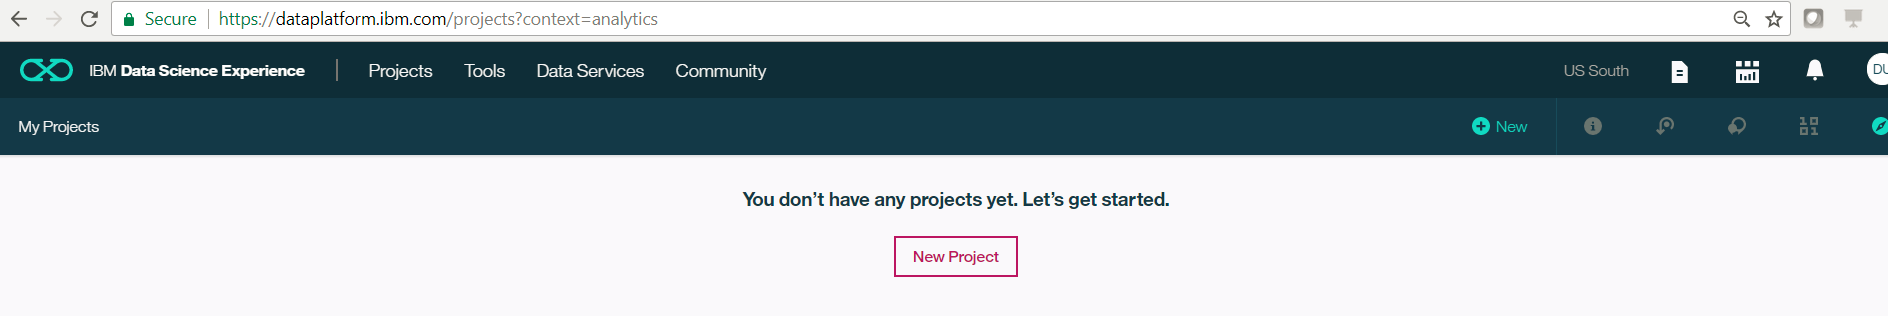 Secure https://dataplatform.ibm.com/projects?context=analytics
IBM Data Science Experience Projects Tools Data Services Community US South DU
My Projects New
You don't have any projects yet. Let's get started.
New Project